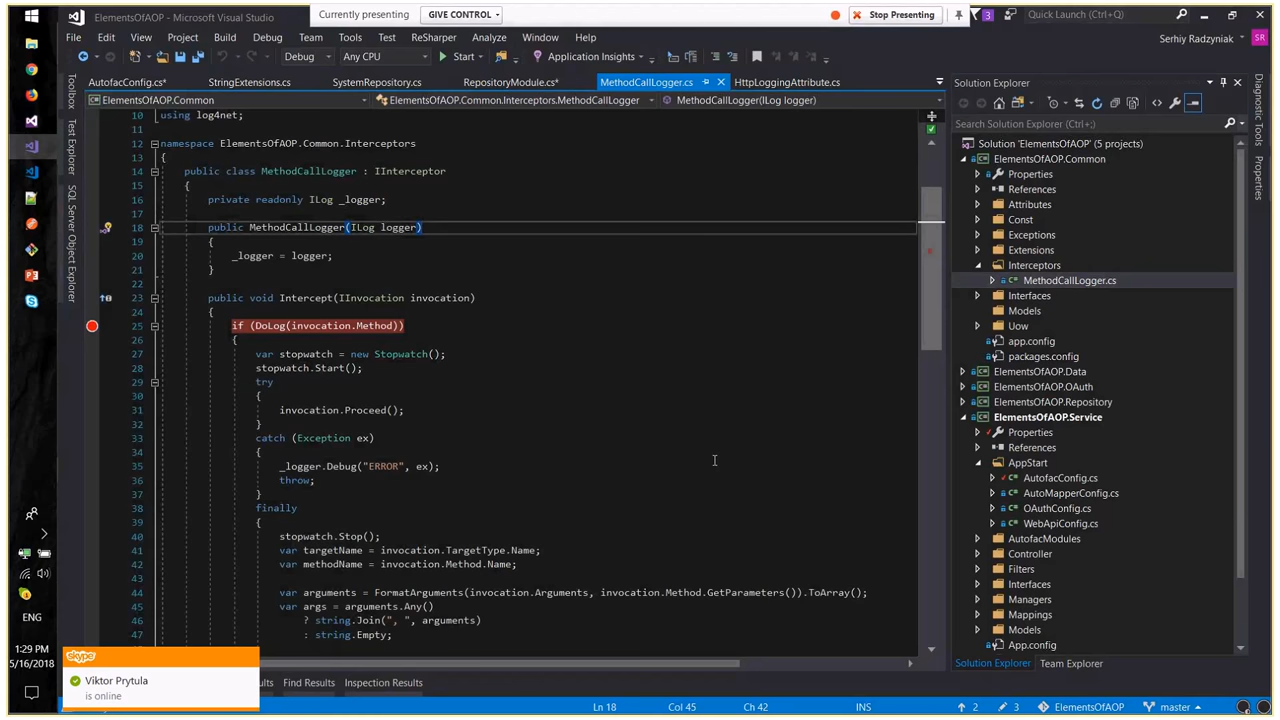 ElementsOfAOP - Microsoft Visual Studio
Currently presenting
GIVE CONTROL
Stop Presenting
3
Quick Launch (Ctrl+Q)
File Edit View Project Build Debug Team Tools Test ReSharper Analyze Window Help
Serhiy Radzyniak
SR
Debug
Any CPU
Start
Application Insights
AutofacConfig.cs*
StringExtensions.cs
SystemRepository.cs
RepositoryModule.cs*
MethodCallLogger.cs
HttpLoggingAttribute.cs
Solution Explorer
ElementsOfAOP.Common
ElementsOfAOP.Common.Interceptors.MethodCallLogger
MethodCallLogger(ILog logger)
Toolbox
Test Explorer
SQL Server Object Explorer
10 using log4net;
11
12 namespace ElementsOfAOP.Common.Interceptors
13 {
14 public class MethodCallLogger : IInterceptor
15 {
16 private readonly ILog _logger;
17
18 public MethodCallLogger(ILog logger)
19 {
20 _logger = logger;
21 }
22
23 public void Intercept(IInvocation invocation)
24 {
25 if (DoLog(invocation.Method))
26 {
27 var stopwatch = new Stopwatch();
28 stopwatch.Start();
29 try
30 {
31 invocation.Proceed();
32 }
33 catch (Exception ex)
34 {
35 _logger.Debug("ERROR", ex);
36 throw;
37 }
38 finally
39 {
40 stopwatch.Stop();
41 var targetName = invocation.TargetType.Name;
42 var methodName = invocation.Method.Name;
43
44 var arguments = FormatArguments(invocation.Arguments, invocation.Method.GetParameters()).ToArray();
45 var args = arguments.Any()
46 ? string.Join(", ", arguments)
47 : string.Empty;
Search Solution Explorer (Ctrl+;)
Solution 'ElementsOfAOP' (5 projects)
ElementsOfAOP.Common
Properties
References
Attributes
Const
Exceptions
Extensions
Interceptors
MethodCallLogger.cs
Interfaces
Models
Uow
app.config
packages.config
ElementsOfAOP.Data
ElementsOfAOP.OAuth
ElementsOfAOP.Repository
ElementsOfAOP.Service
Properties
References
AppStart
AutofacConfig.cs
AutoMapperConfig.cs
OAuthConfig.cs
WebApiConfig.cs
AutofacModules
Controller
Filters
Interfaces
Managers
Mappings
Models
App.config
Solution Explorer
Team Explorer
Diagnostic Tools
Properties
ENG
1:29 PM
5/16/2018
skype
Viktor Prytula
is online
Find Results
Inspection Results
Ln 18
Col 45
Ch 42
INS
2
3
ElementsOfAOP
master